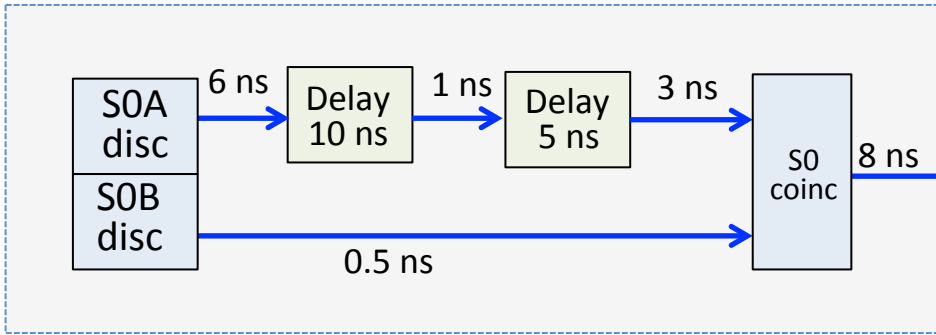 6 ns
1 ns
3 ns
S0A
disc
Delay
10 ns
Delay
5 ns
S0
coinc
8 ns
S0B
disc
0.5 ns